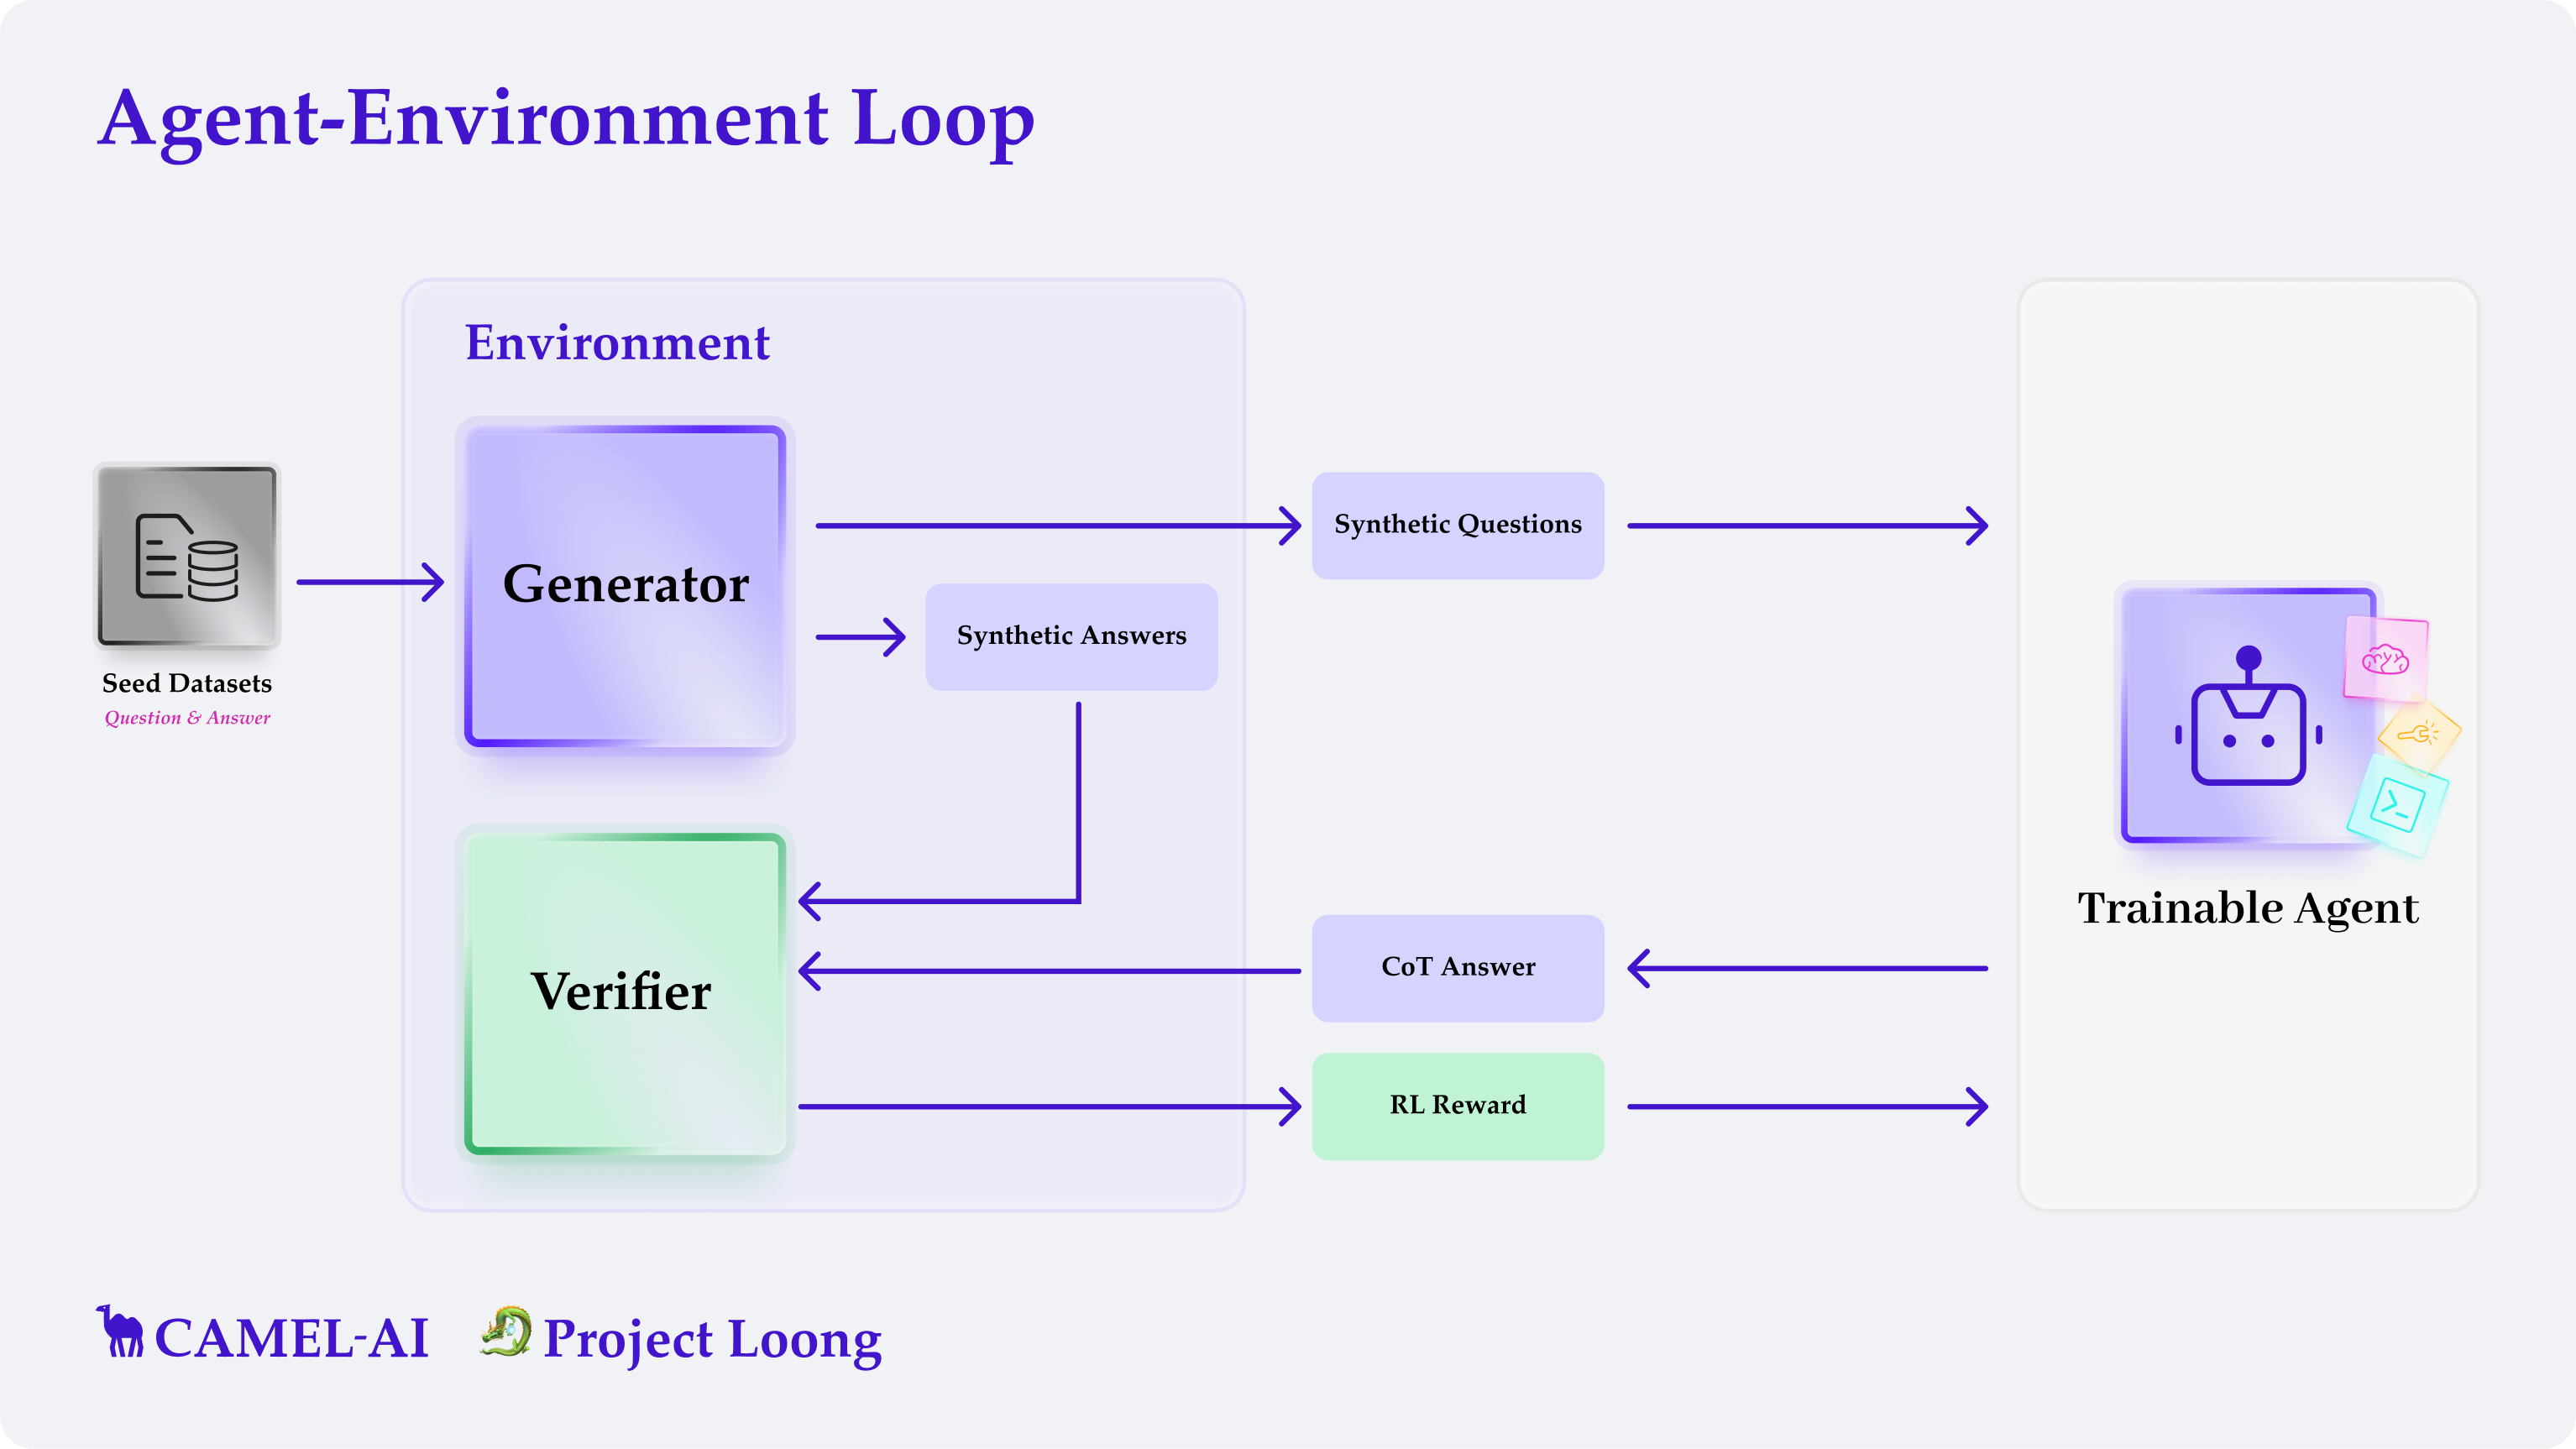 Agent-Environment Loop
Environment
Generator
Synthetic Questions
Synthetic Answers
Seed Datasets
Question & Answer
Trainable Agent
Verifier
CoT Answer
RL Reward
CAMEL-AI
Project Loong